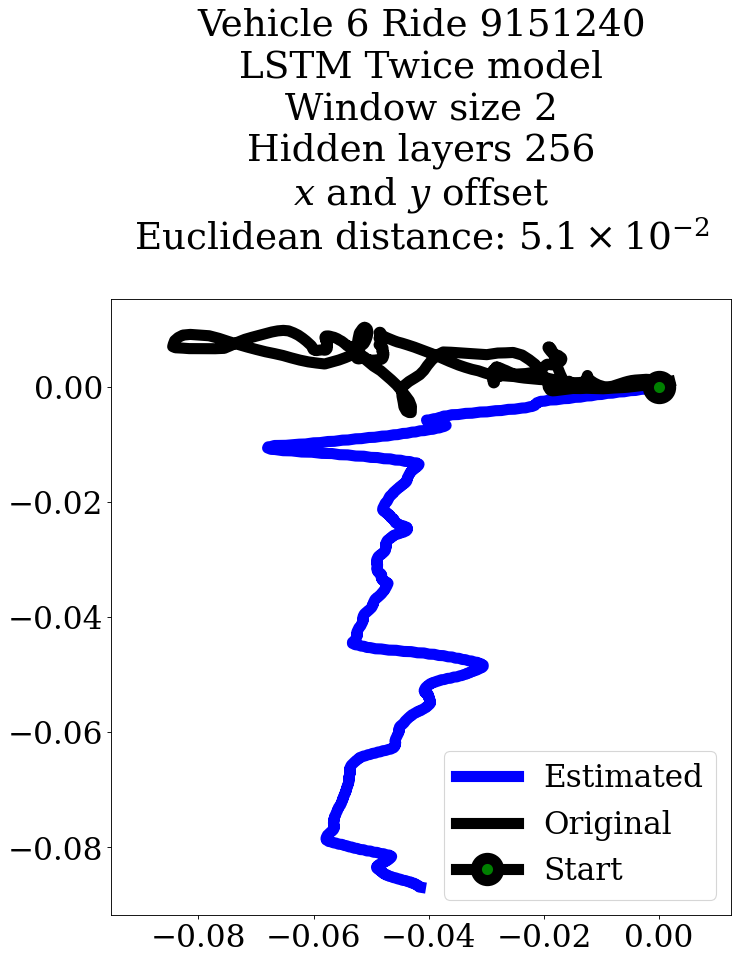 Vehicle 6 Ride 9151240
LSTM Twice model
Window size 2
Hidden layers 256
x and y offset
Euclidean distance: 5.1 × 10⁻²
0.00
−0.02
−0.04
−0.06
−0.08
Estimated
Original
Start
−0.08 −0.06 −0.04 −0.02 0.00